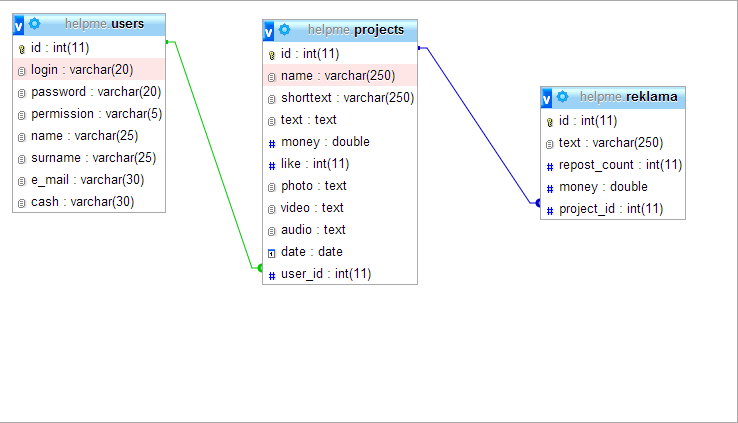 v helpme.users
id : int(11)
login : varchar(20)
password : varchar(20)
permission : varchar(5)
name : varchar(25)
surname : varchar(25)
e_mail : varchar(30)
cash : varchar(30)
v helpme.projects
id : int(11)
name : varchar(250)
shorttext : varchar(250)
text : text
# money : double
# like : int(11)
photo : text
video : text
audio : text
date : date
# user_id : int(11)
v helpme.reklama
id : int(11)
text : varchar(250)
# repost_count : int(11)
# money : double
# project_id : int(11)